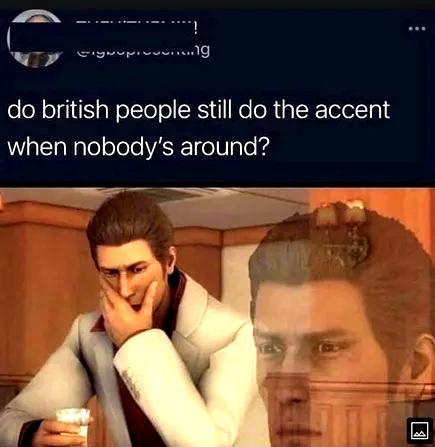 do british people still do the accent
when nobody's around?